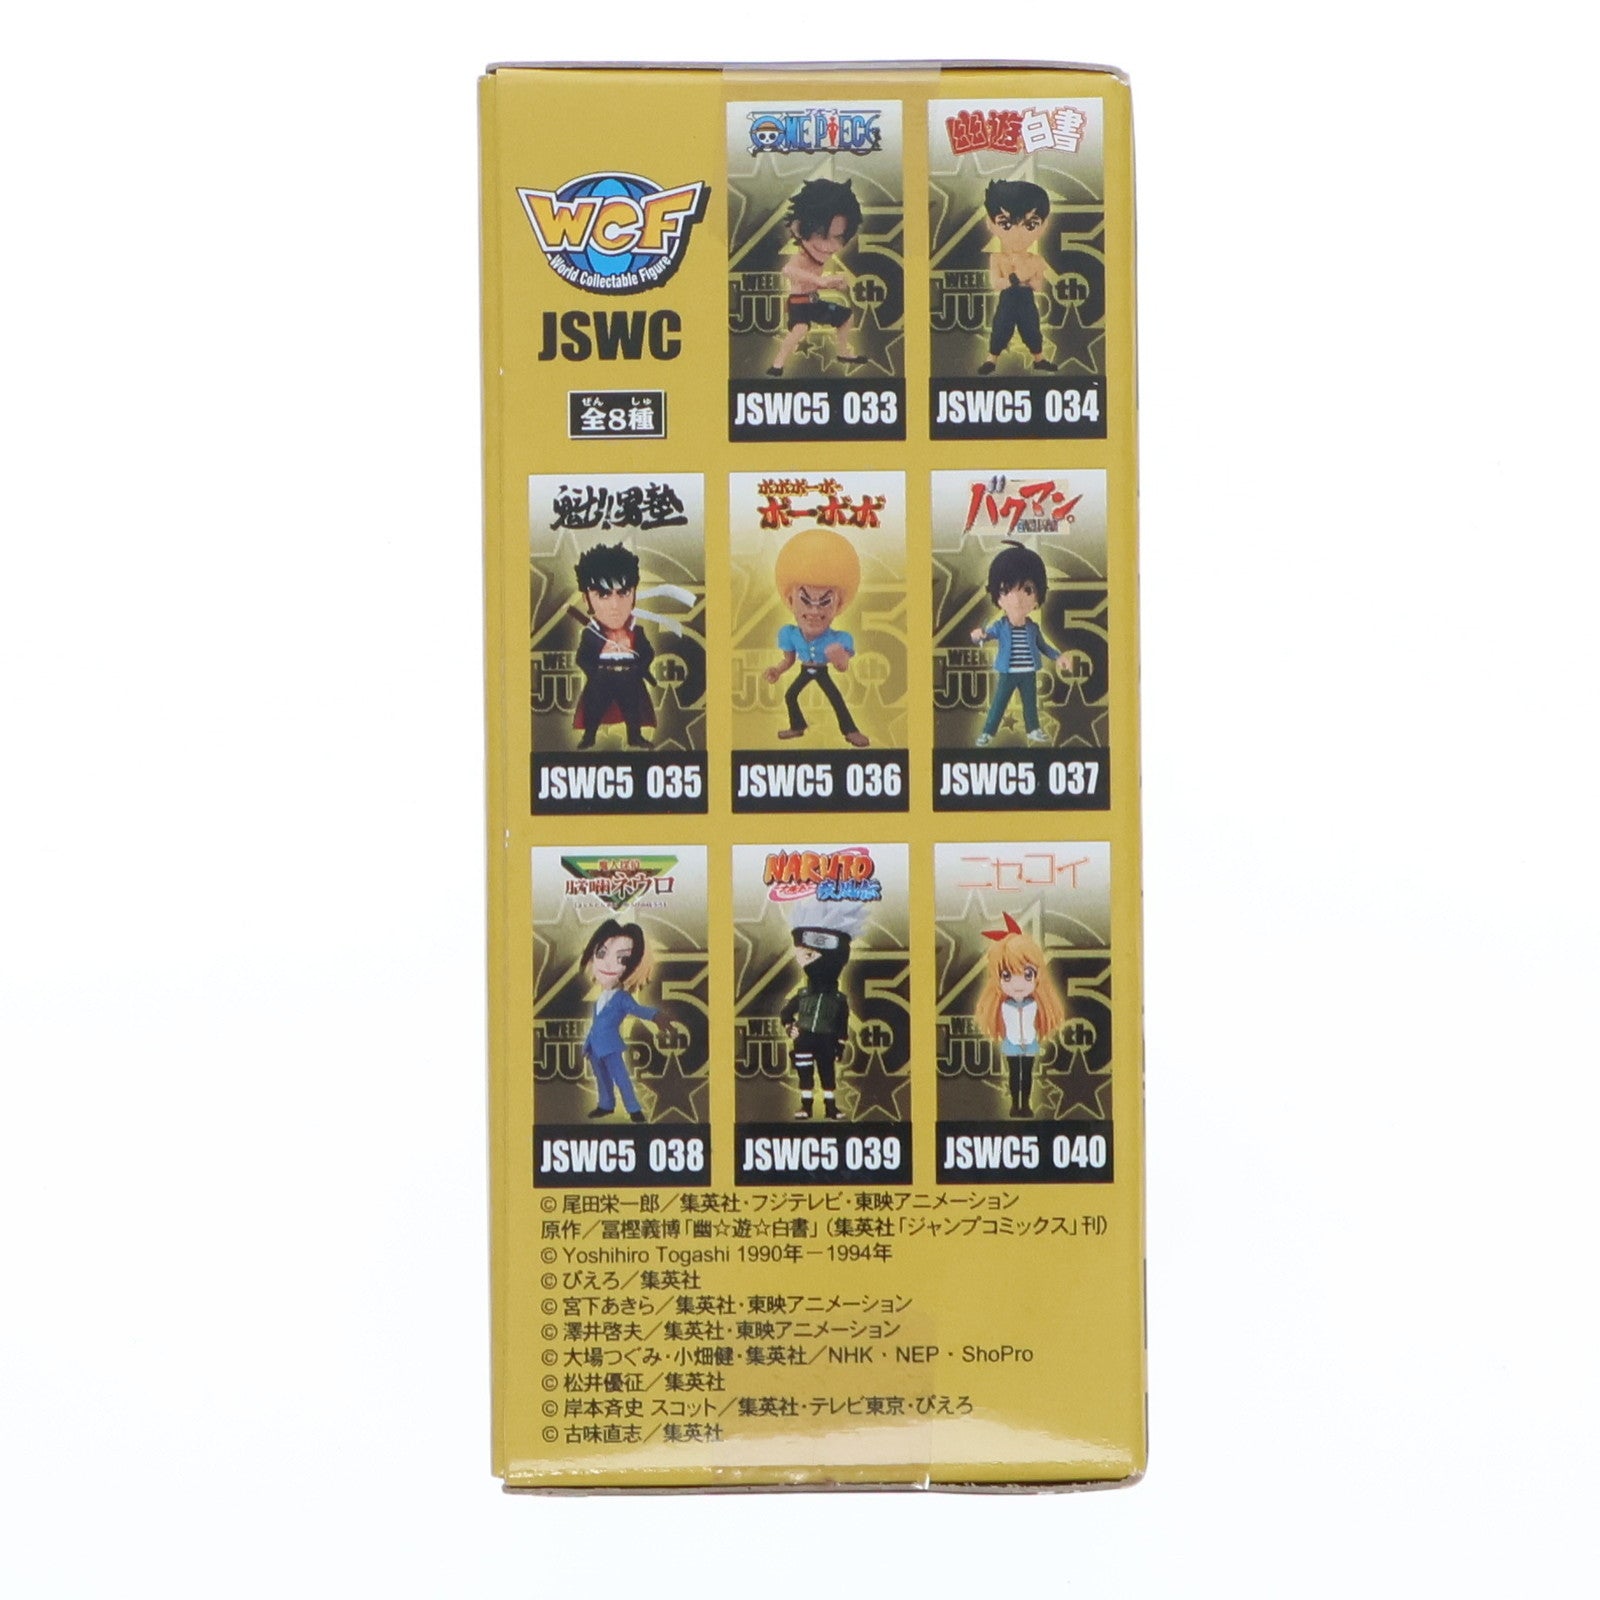 WCF
World Collectable Figure
JSWC
ぜん しゅ
全8種
ワンピース
ONE PIECE
JSWC5 033
幽遊白書
JSWC5 034
魁!!男塾
JSWC5 035
ボボボーボ・
ボーボボ
JSWC5 036
バクマン。
JSWC5 037
魔人探偵
脳噛ネウロ
JSWC5 038
NARUTO
疾風伝
JSWC5 039
ニセコイ
JSWC5 040
© 尾田栄一郎／集英社・フジテレビ・東映アニメーション
原作／冨樫義博「幽☆遊☆白書」（集英社「ジャンプコミックス」刊）
© Yoshihiro Togashi 1990年－1994年
© ぴえろ／集英社
© 宮下あきら／集英社・東映アニメーション
© 澤井啓夫／集英社・東映アニメーション
© 大場つぐみ・小畑健・集英社／NHK・NEP・ShoPro
© 松井優征／集英社
© 岸本斉史 スコット／集英社・テレビ東京・ぴえろ
© 古味直志／集英社